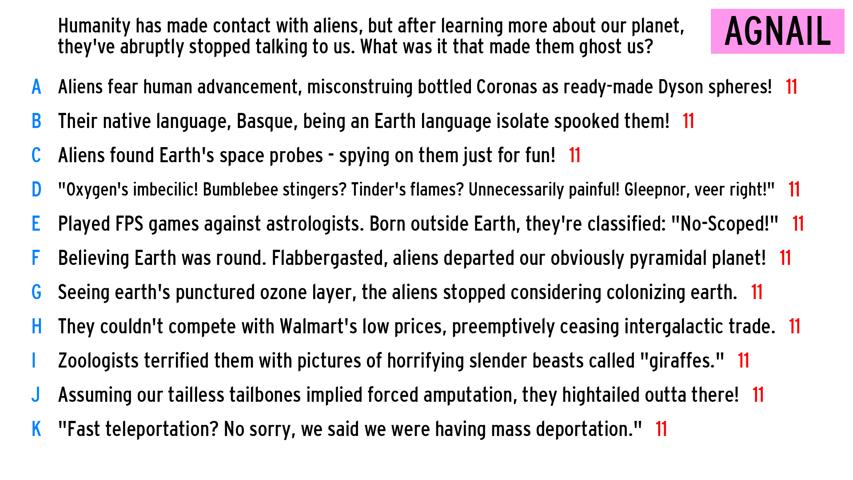 Humanity has made contact with aliens, but after learning more about our planet,
they've abruptly stopped talking to us. What was it that made them ghost us?
AGNAIL
A Aliens fear human advancement, misconstruing bottled Coronas as ready-made Dyson spheres! 11
B Their native language, Basque, being an Earth language isolate spooked them! 11
C Aliens found Earth's space probes - spying on them just for fun! 11
D "Oxygen's imbecilic! Bumblebee stingers? Tinder's flames? Unnecessarily painful! Gleepnor, veer right!" 11
E Played FPS games against astrologists. Born outside Earth, they're classified: "No-Scoped!" 11
F Believing Earth was round. Flabbergasted, aliens departed our obviously pyramidal planet! 11
G Seeing earth's punctured ozone layer, the aliens stopped considering colonizing earth. 11
H They couldn't compete with Walmart's low prices, preemptively ceasing intergalactic trade. 11
I Zoologists terrified them with pictures of horrifying slender beasts called "giraffes." 11
J Assuming our tailless tailbones implied forced amputation, they hightailed outta there! 11
K "Fast teleportation? No sorry, we said we were having mass deportation." 11